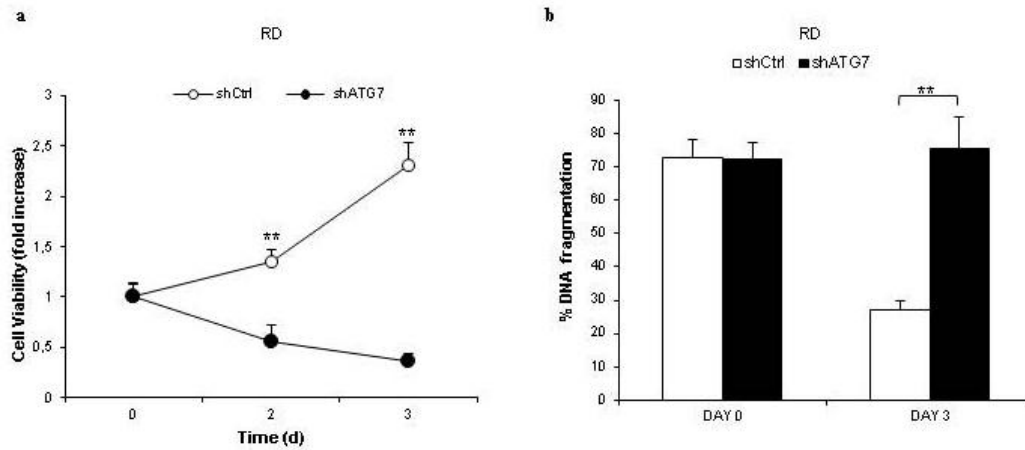 a
RD
shCtrl
shATG7
Cell Viability (fold increase)
3
2,5
2
1,5
1
0,5
0
**
**
0
2
3
Time (d)
b
RD
shCtrl
shATG7
% DNA fragmentation
90
80
70
60
50
40
30
20
10
0
**
DAY 0
DAY 3